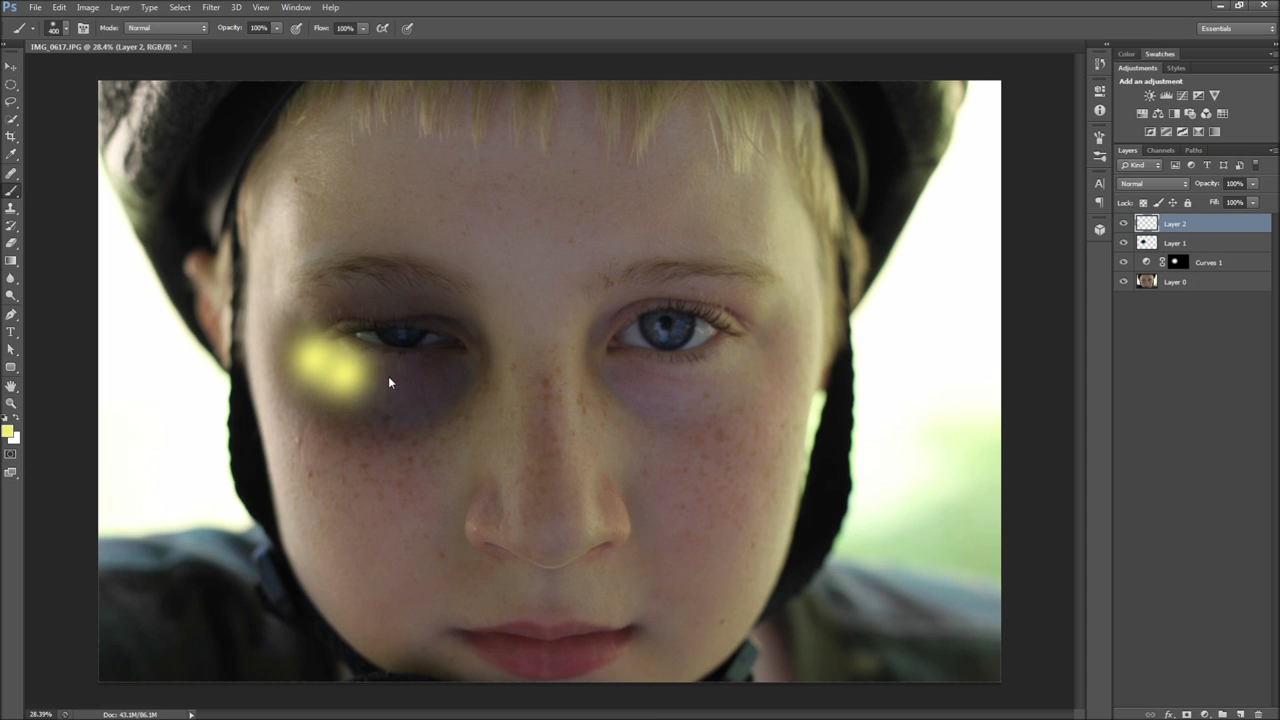 Ps File Edit Image Layer Type Select Filter 3D View Window Help
400 Mode: Normal Opacity: 100% Flow: 100% Essentials
IMG_0617.JPG @ 28.4% (Layer 2, RGB/8) * ×
Color Swatches
Adjustments Styles
Add an adjustment
Layers Channels Paths
Kind T
Normal Opacity: 100%
Lock: Fill: 100%
Layer 2
Layer 1
Curves 1
Layer 0
A
T
28.39% Doc: 43.1M/86.1M
fx